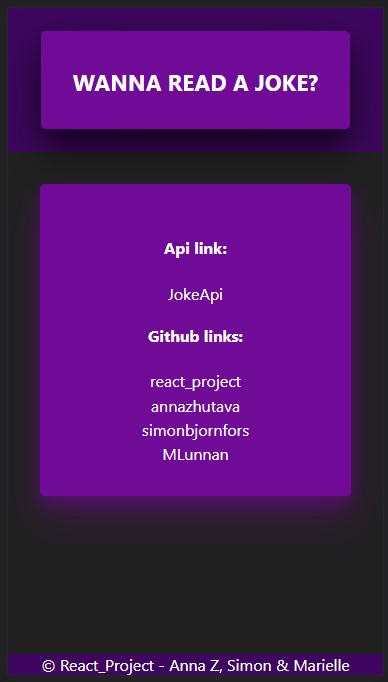 WANNA READ A JOKE?
Api link:
JokeApi
Github links:
react_project
annazhutava
simonbjornfors
MLunnan
© React_Project - Anna Z, Simon & Marielle